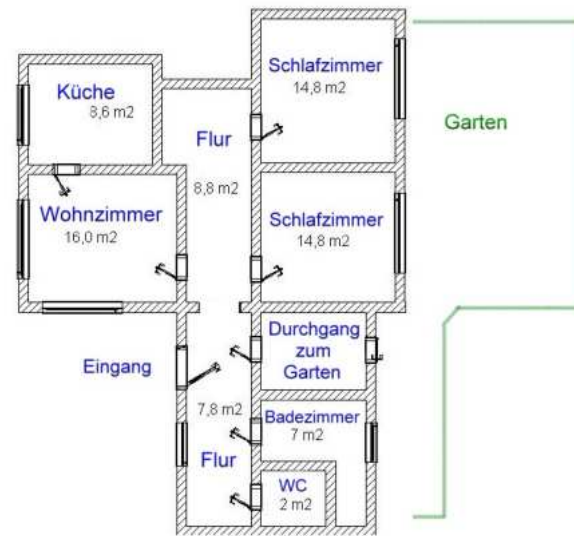 Schlafzimmer
14,8 m2
Küche
8,6 m2
Garten
Flur
8,8 m2
Wohnzimmer
16,0 m2
Schlafzimmer
14,8 m2
Durchgang
zum
Garten
Eingang
7,8 m2
Flur
Badezimmer
7 m2
WC
2 m2